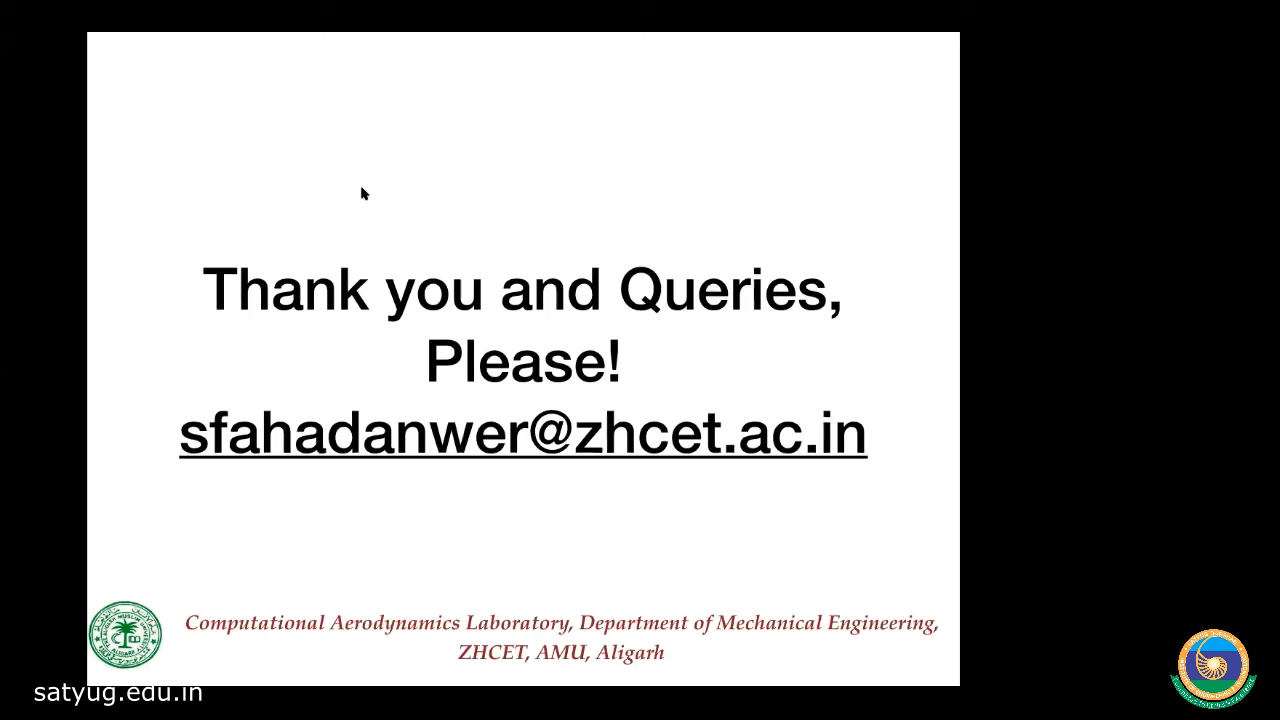 Thank you and Queries,
Please!
sfahadanwer@zhcet.ac.in
Computational Aerodynamics Laboratory, Department of Mechanical Engineering,
ZHCET, AMU, Aligarh
satyug.edu.in